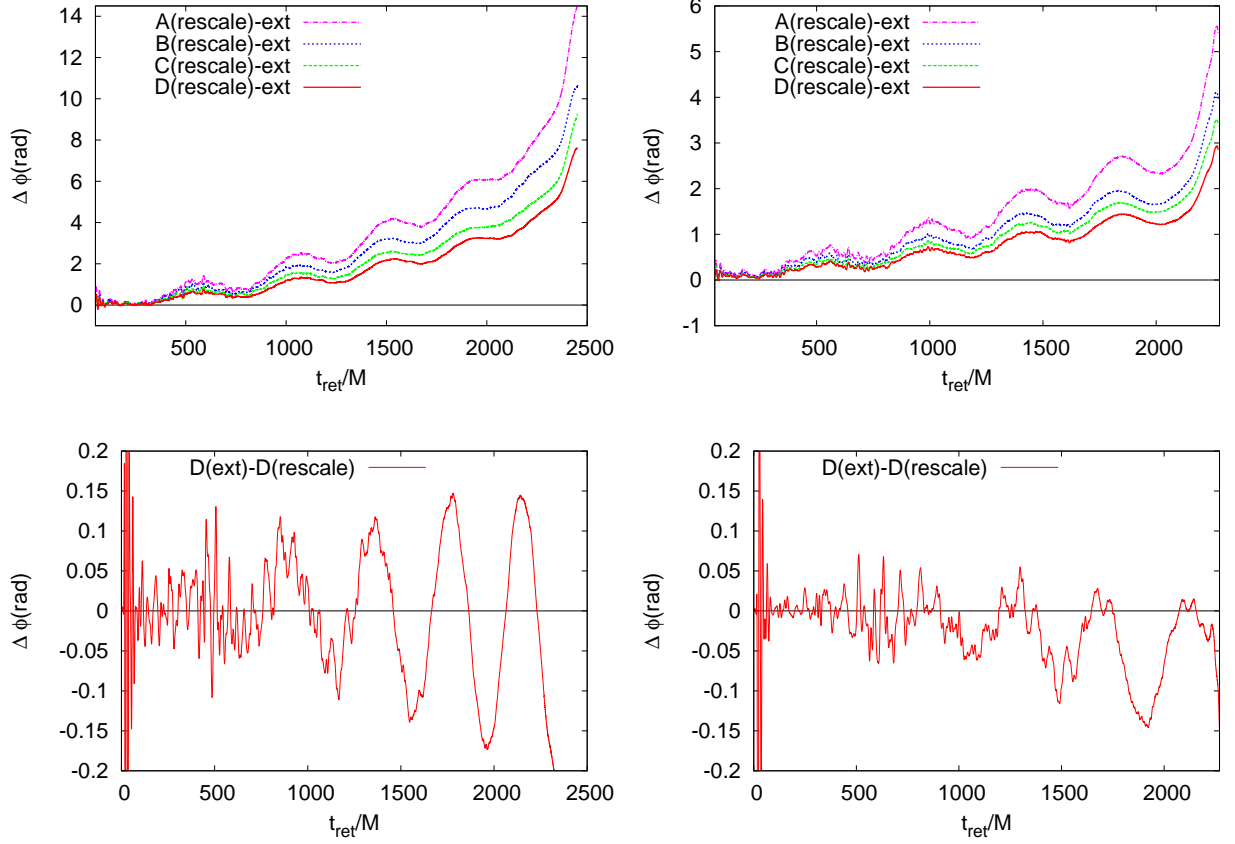 A(rescale)-ext
B(rescale)-ext
C(rescale)-ext
D(rescale)-ext
14
12
10
8
6
4
2
0
Δ ϕ(rad)
500 1000 1500 2000 2500
t_ret/M
A(rescale)-ext
B(rescale)-ext
C(rescale)-ext
D(rescale)-ext
6
5
4
3
2
1
0
-1
Δ ϕ(rad)
500 1000 1500 2000
t_ret/M
D(ext)-D(rescale)
0.2
0.15
0.1
0.05
0
-0.05
-0.1
-0.15
-0.2
Δ ϕ(rad)
0 500 1000 1500 2000 2500
t_ret/M
D(ext)-D(rescale)
0.2
0.15
0.1
0.05
0
-0.05
-0.1
-0.15
-0.2
Δ ϕ(rad)
0 500 1000 1500 2000
t_ret/M